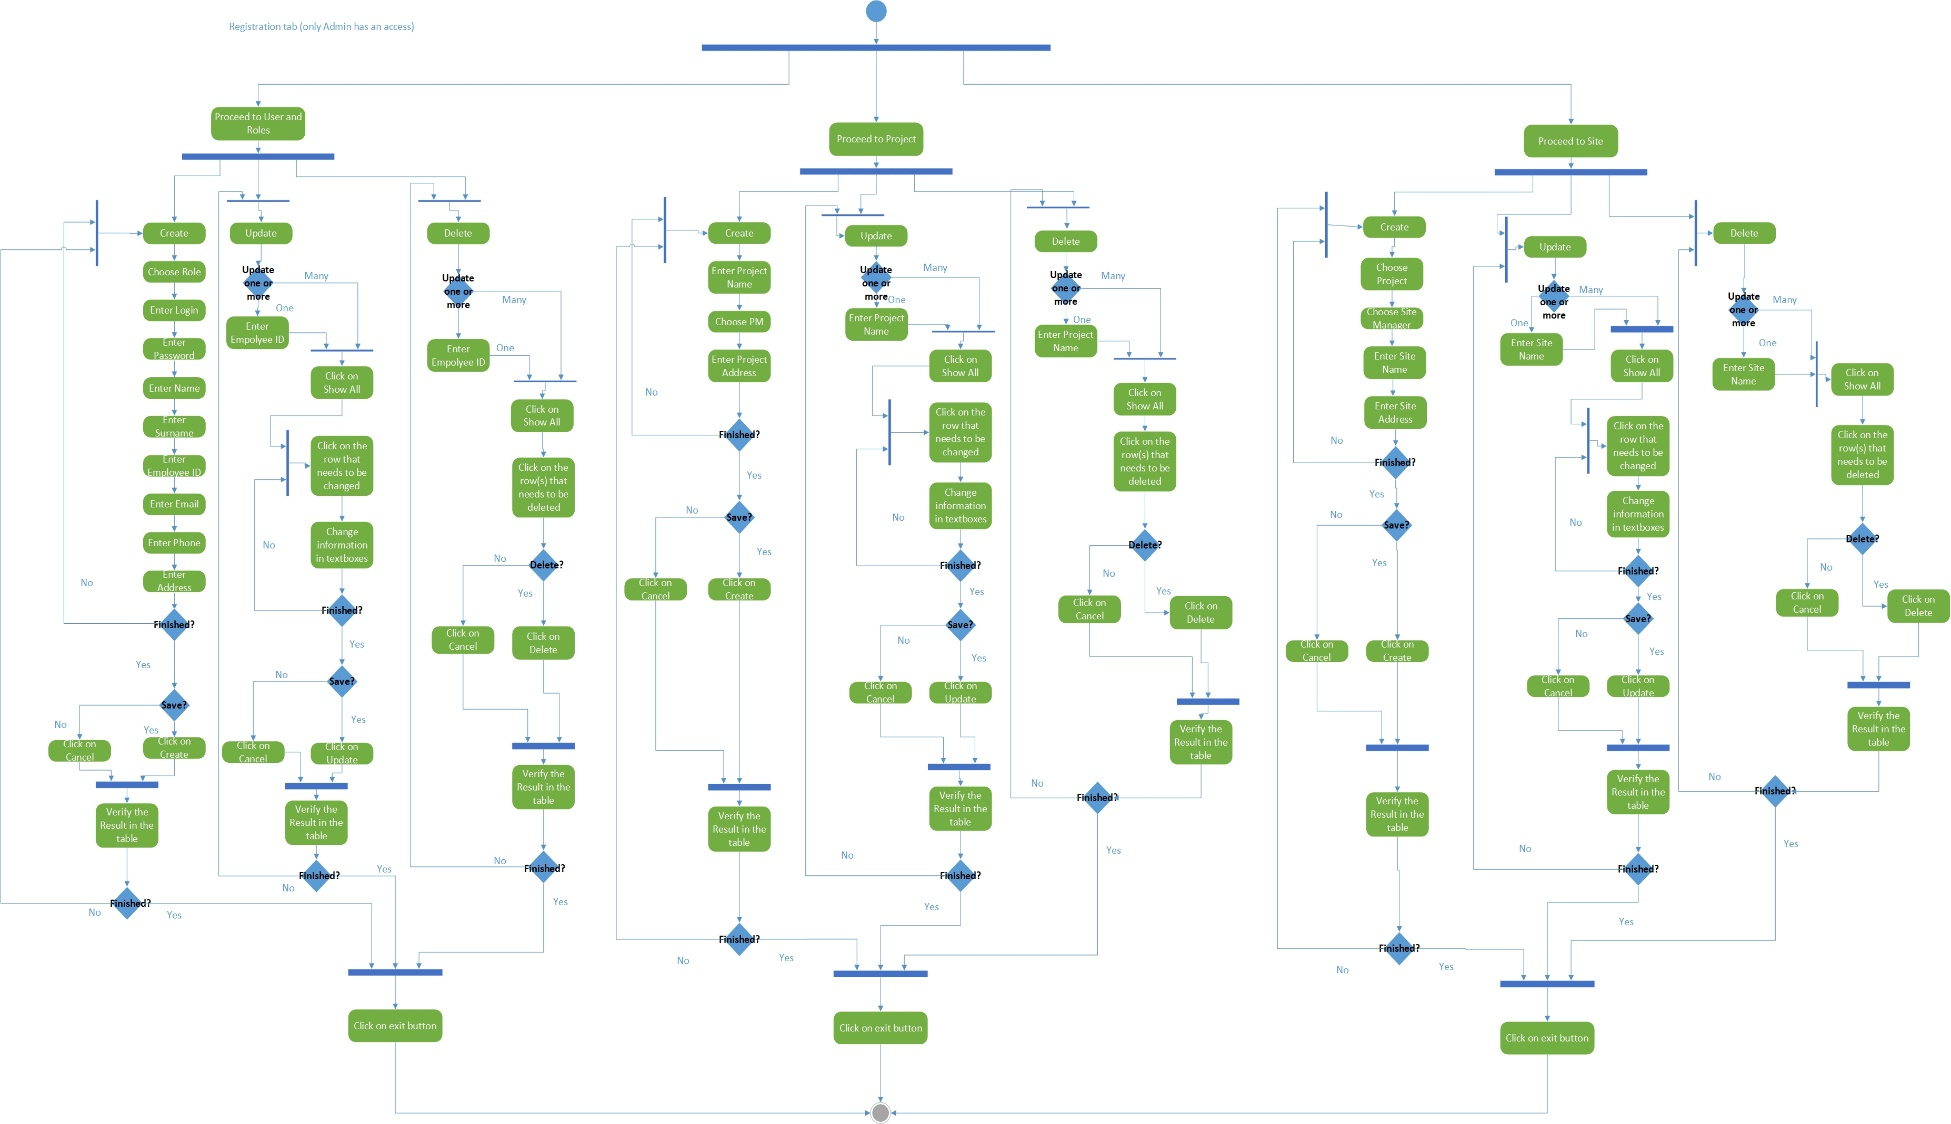 Registration tab (only Admin has an access)
Proceed to User and
Roles
Create
Choose Role
Enter Login
Enter
Password
Enter Name
Enter
Surname
Enter
Employee ID
Enter Email
Enter Phone
Enter
Address
Finished?
No
Yes
Save?
No
Yes
Click on
Cancel
Click on
Create
Verify the
Result in the
table
Finished?
No
Yes
Update
Update
one or
more
Many
One
Enter
Empolyee ID
Click on
Show All
Click on the
row that
needs to be
changed
Change
information
in textboxes
No
Finished?
Yes
Save?
No
Yes
Click on
Cancel
Click on
Update
Verify the
Result in the
table
Finished?
No
Yes
Delete
Update
one or
more
Many
Enter
Empolyee ID
One
Click on
Show All
Click on the
row(s) that
needs to be
deleted
Delete?
No
Yes
Click on
Cancel
Click on
Delete
Verify the
Result in the
table
Finished?
No
Yes
Click on exit button
Proceed to Project
Create
Enter Project
Name
Choose PM
Enter Project
Address
No
Finished?
Yes
Save?
No
Yes
Click on
Cancel
Click on
Create
Verify the
Result in the
table
Finished?
No
Yes
Update
Update
one or
more
Many
One
Enter Project
Name
Click on
Show All
Click on the
row that
needs to be
changed
Change
information
in textboxes
No
Finished?
Yes
Save?
No
Yes
Click on
Cancel
Click on
Update
Verify the
Result in the
table
No
Finished?
Yes
Delete
Update
one or
more
Many
One
Enter Project
Name
Click on
Show All
Click on the
row(s) that
needs to be
deleted
Delete?
No
Yes
Click on
Cancel
Click on
Delete
Verify the
Result in the
table
No
Finished?
Yes
Click on exit button
Proceed to Site
Create
Choose
Project
Choose Site
Manager
Enter Site
Name
Enter Site
Address
No
Finished?
Yes
Save?
No
Yes
Click on
Cancel
Click on
Create
Verify the
Result in the
table
Finished?
No
Yes
Update
Update
one or
more
Many
One
Enter Site
Name
Click on
Show All
Click on the
row that
needs to be
changed
Change
information
in textboxes
No
Finished?
Yes
Save?
No
Yes
Click on
Cancel
Click on
Update
Verify the
Result in the
table
No
Finished?
Yes
Delete
Update
one or
more
Many
One
Enter Site
Name
Click on
Show All
Click on the
row(s) that
needs to be
deleted
Delete?
No
Yes
Click on
Cancel
Click on
Delete
Verify the
Result in the
table
No
Finished?
Yes
Click on exit button